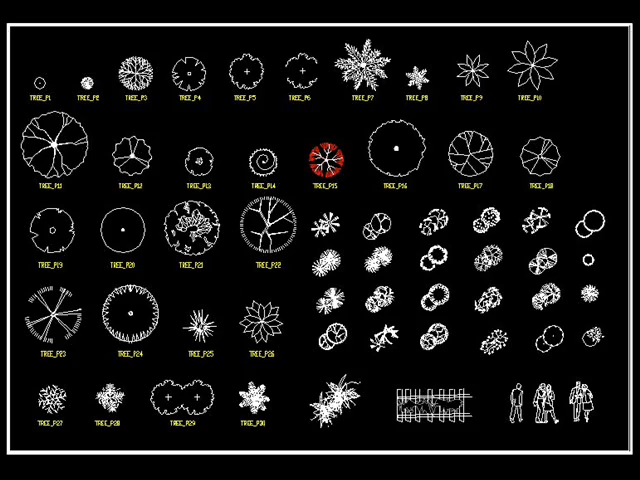 TREE_P1 TREE_P2 TREE_P3 TREE_P4 TREE_P5 TREE_P6 TREE_P7 TREE_P8 TREE_P9 TREE_P10
TREE_P11 TREE_P12 TREE_P13 TREE_P14 TREE_P15 TREE_P16 TREE_P17 TREE_P18
TREE_P19 TREE_P20 TREE_P21 TREE_P22
TREE_P23 TREE_P24 TREE_P25 TREE_P26
TREE_P27 TREE_P28 TREE_P29 TREE_P30